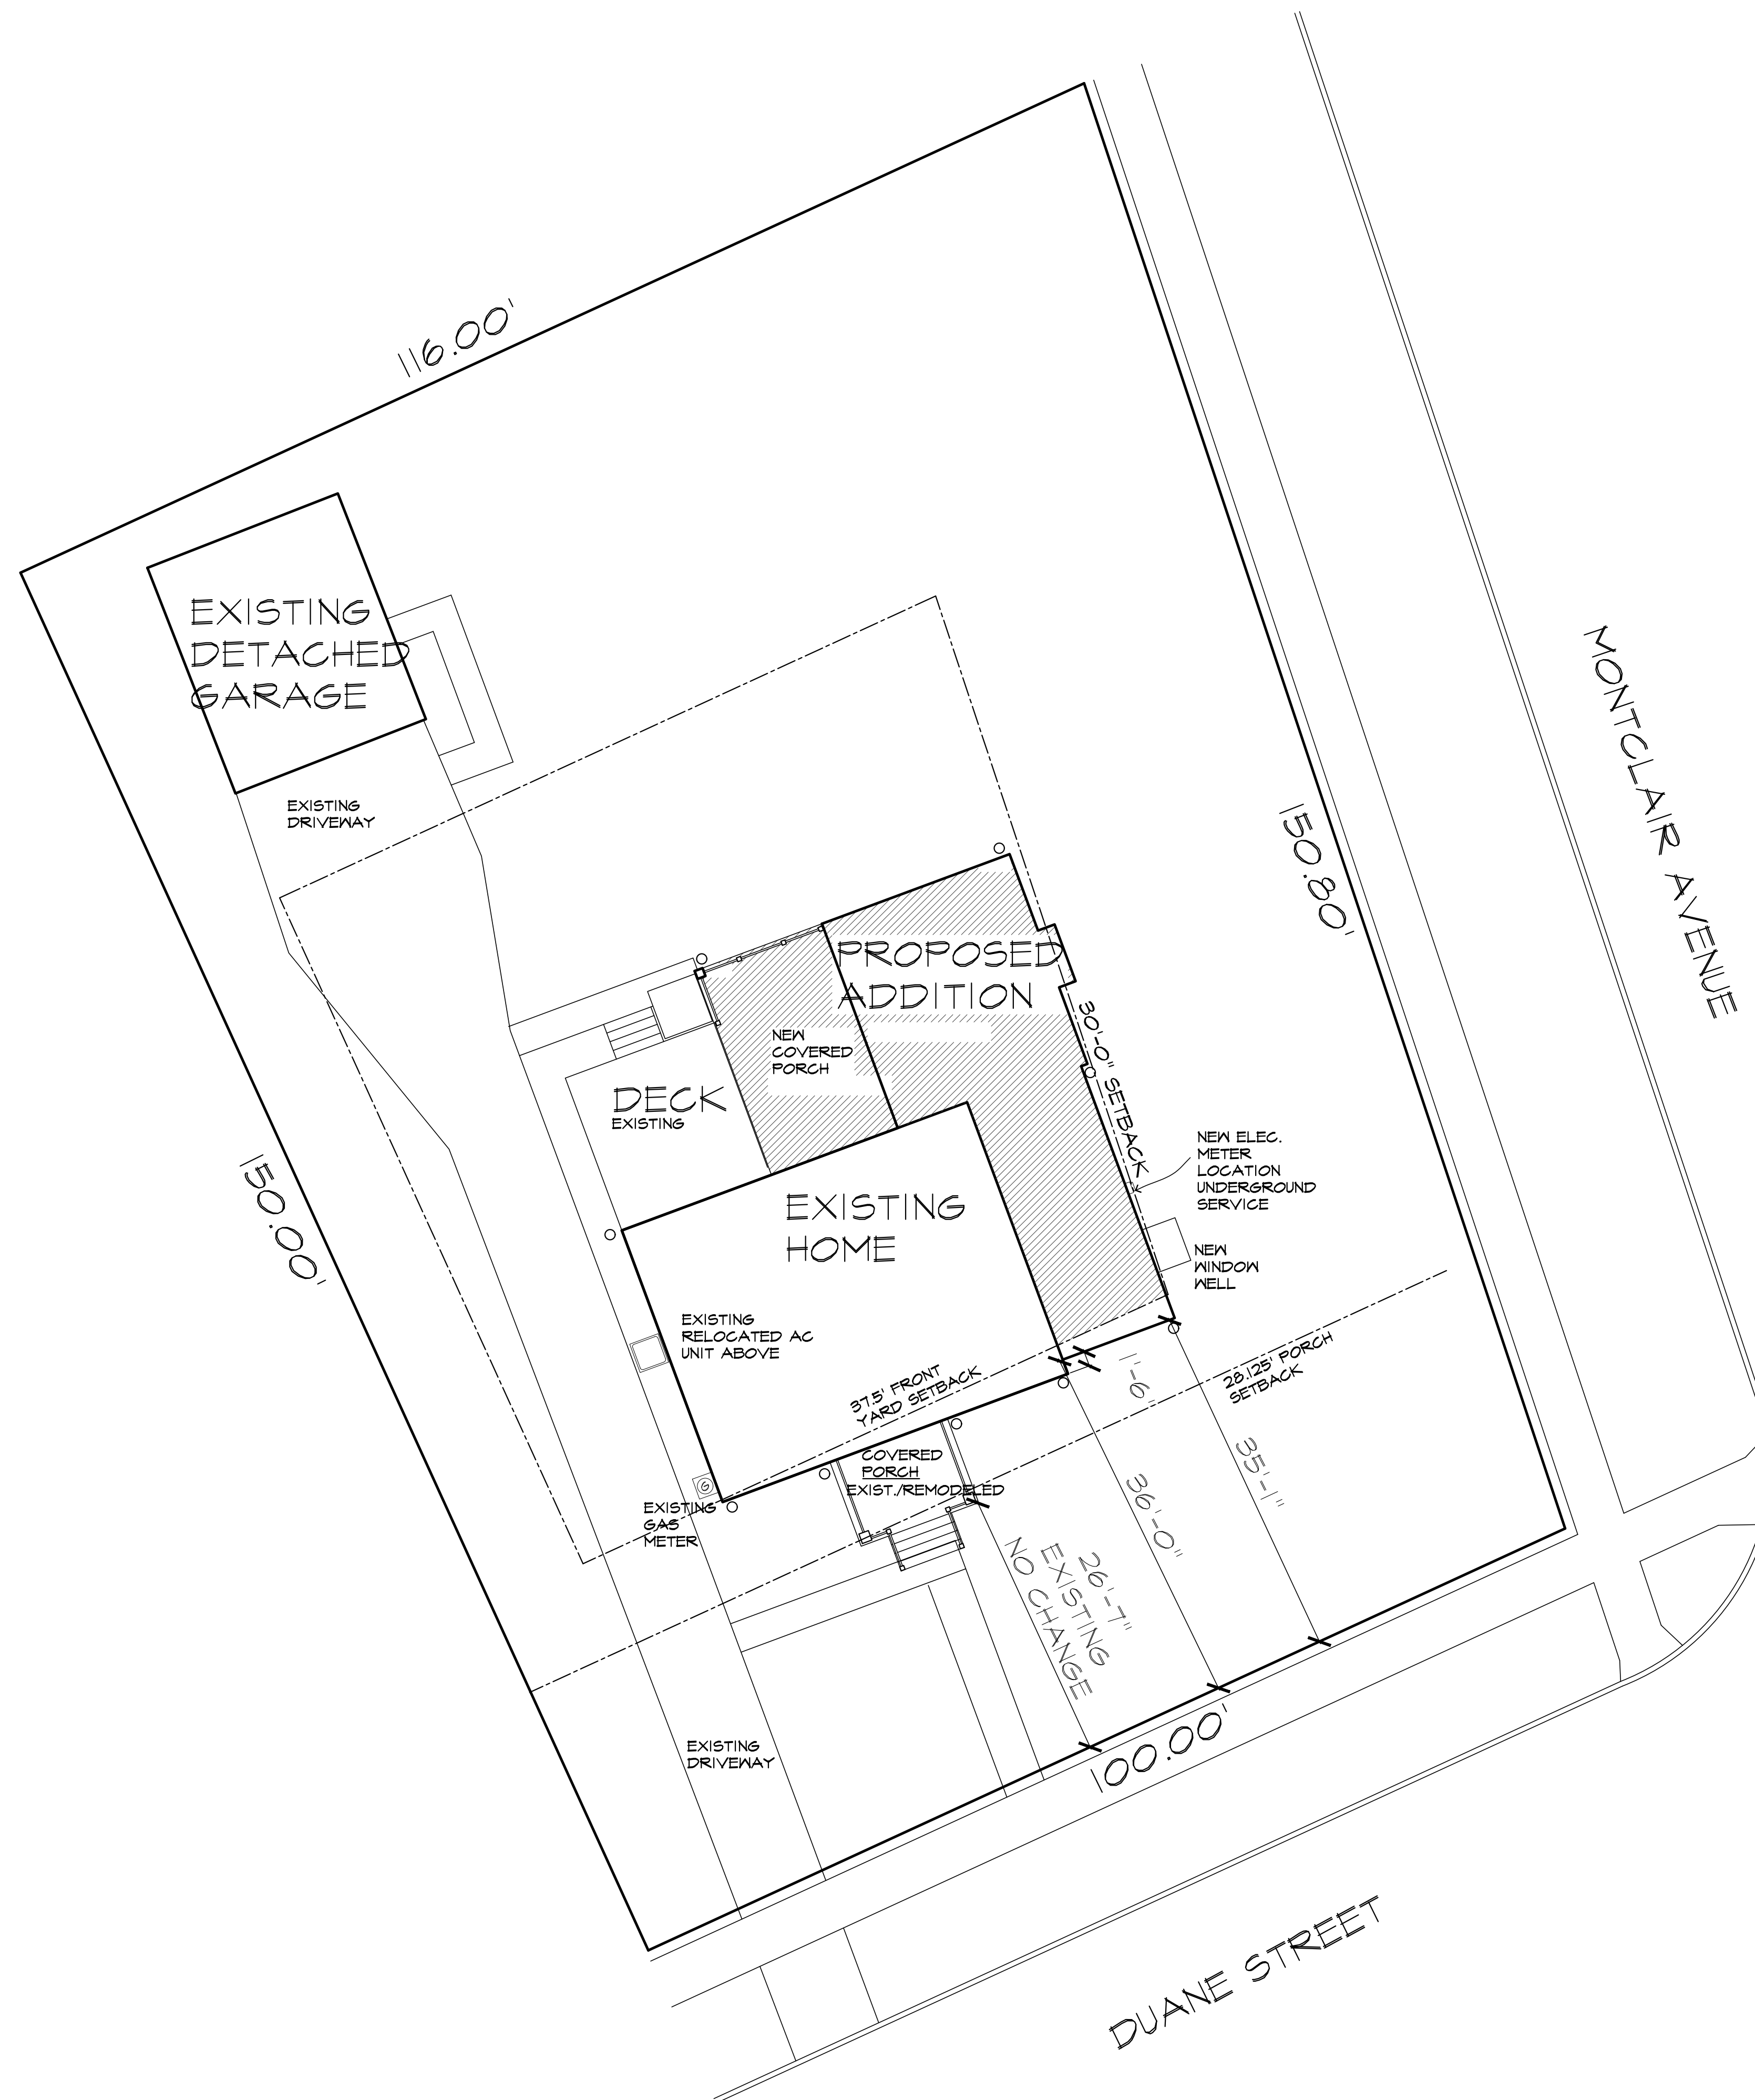 116.00'
EXISTING
DETACHED
GARAGE
EXISTING
DRIVEWAY
MONTCLAIR AVENUE
150.80'
PROPOSED
ADDITION
30'-0" SETBACK
NEW
COVERED
PORCH
DECK
EXISTING
NEW ELEC.
METER
LOCATION
UNDERGROUND
SERVICE
150.00'
EXISTING
HOME
NEW
WINDOW
WELL
EXISTING
RELOCATED AC
UNIT ABOVE
37.5' FRONT
YARD SETBACK
1'-6"
28.125' PORCH
SETBACK
COVERED
PORCH
EXIST./REMODELED
35'-1"
36'-0"
EXISTING
GAS
METER
G
26'-7"
EXISTING
NO CHANGE
EXISTING
DRIVEWAY
100.00'
DUANE STREET